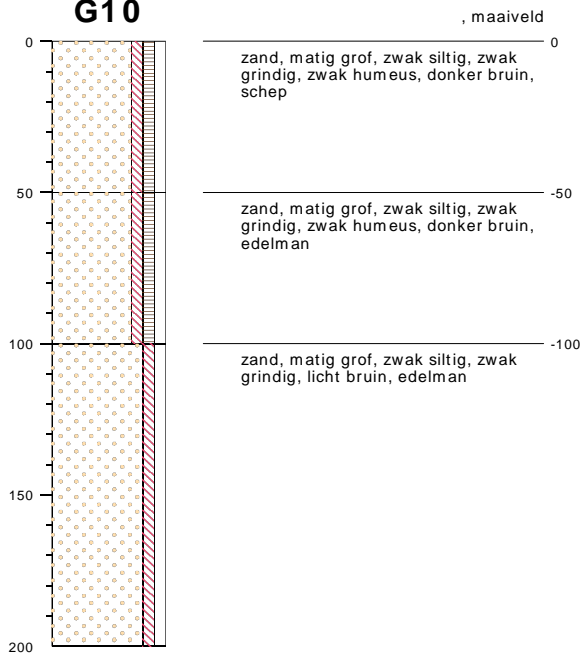 G10
, maaiveld
0
0
zand, matig grof, zwak siltig, zwak
grindig, zwak humeus, donker bruin,
schep
50
-50
zand, matig grof, zwak siltig, zwak
grindig, zwak humeus, donker bruin,
edelman
100
-100
zand, matig grof, zwak siltig, zwak
grindig, licht bruin, edelman
150
200